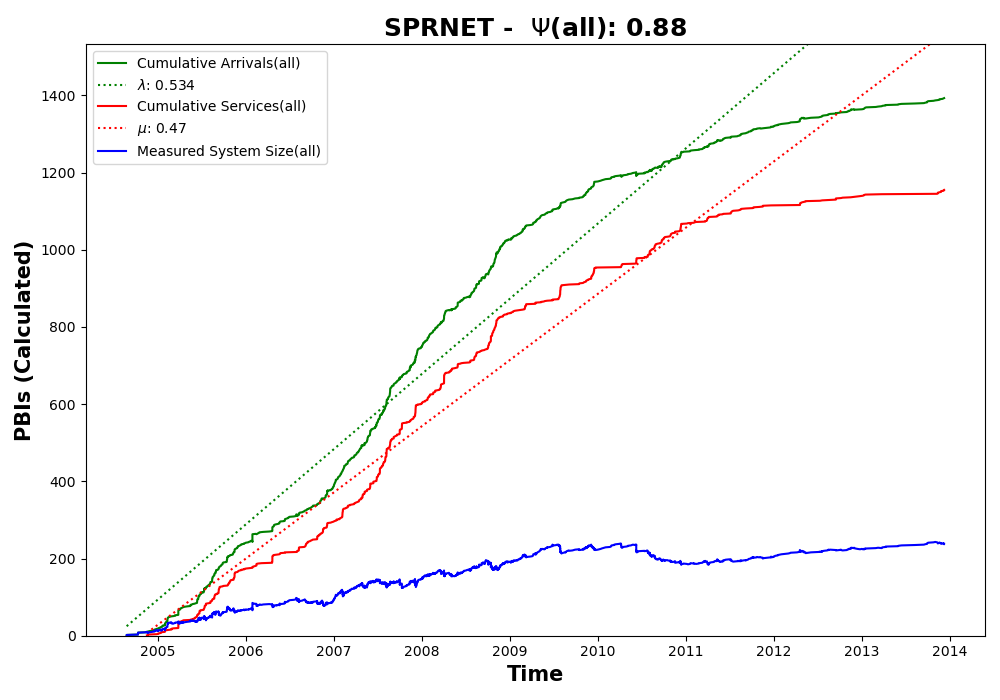 SPRNET - Ψ(all): 0.88
Cumulative Arrivals(all)
λ: 0.534
Cumulative Services(all)
μ: 0.47
Measured System Size(all)
PBIs (Calculated)
1400
1200
1000
800
600
400
200
0
2005 2006 2007 2008 2009 2010 2011 2012 2013 2014
Time